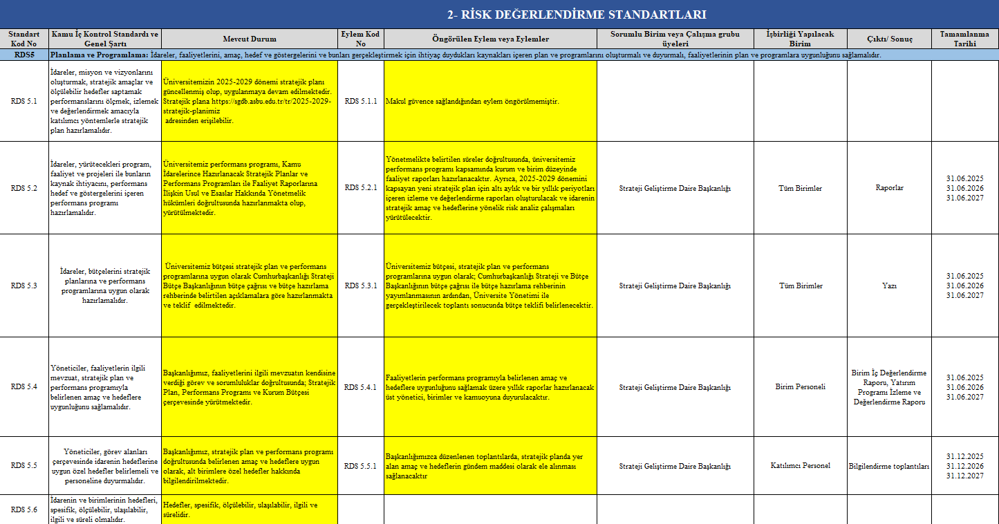 2- RİSK DEĞERLENDİRME STANDARTLARI
Standart
Kod No
Kamu İç Kontrol Standardı ve
Genel Şartı
Mevcut Durum
Eylem Kod
No
Öngörülen Eylem veya Eylemler
Sorumlu Birim veya Çalışma grubu
üyeleri
İşbirliği Yapılacak
Birim
Çıktı/ Sonuç
Tamamlanma
Tarihi
RDS5
Planlama ve Programlama: İdareler, faaliyetlerini, amaç, hedef ve göstergelerini ve bunları gerçekleştirmek için ihtiyaç duydukları kaynakları içeren plan ve programlarını oluşturmalı ve duyurmalı, faaliyetlerinin plan ve programlara uygunluğunu sağlamalıdır.
RDS 5.1
İdareler, misyon ve vizyonlarını
oluşturmak, stratejik amaçlar ve
ölçülebilir hedefler saptamak
performanslarını ölçmek, izlemek
ve değerlendirmek amacıyla
katılımcı yöntemlerle stratejik
plan hazırlamalıdır.
Üniversitemizin 2025-2029 dönemi stratejik planı
güncellenmiş olup, uygulanmaya devam edilmektedir.
Stratejik plana https://sgdb.asbu.edu.tr/tr/2025-2029-
stratejik-planimiz
adresinden erişilebilir.
RDS 5.1.1
Makul güvence sağlandığından eylem öngörülmemiştir.
RDS 5.2
İdareler, yürütecekleri program,
faaliyet ve projeleri ile bunların
kaynak ihtiyacını, performans
hedef ve göstergelerini içeren
performans programı
hazırlamalıdır.
Üniversitemiz performans programı, Kamu
İdarelerince Hazırlanacak Stratejik Planlar ve
Performans Programları ile Faaliyet Raporlarına
İlişkin Usul ve Esaslar Hakkında Yönetmelik
hükümleri doğrultusunda hazırlanmakta olup,
yürütülmektedir.
RDS 5.2.1
Yönetmelikte belirtilen süreler doğrultusunda, üniversitemiz
performans programı kapsamında kurum ve birim düzeyinde
faaliyet raporları hazırlanacaktır. Ayrıca, 2025-2029 dönemini
kapsayan yeni stratejik plan için altı aylık ve bir yıllık periyotları
içeren izleme ve değerlendirme raporları oluşturulacak ve idarenin
stratejik amaç ve hedeflerine yönelik risk analiz çalışmaları
yürütülecektir.
Strateji Geliştirme Daire Başkanlığı
Tüm Birimler
Raporlar
31.06.2025
31.06.2026
31.06.2027
RDS 5.3
İdareler, bütçelerini stratejik
planlarına ve performans
programlarına uygun olarak
hazırlamalıdır.
Üniversitemiz bütçesi stratejik plan ve performans
programlarına uygun olarak Cumhurbaşkanlığı Strateji
Bütçe Başkanlığının bütçe çağrısı ve bütçe hazırlama
rehberinde belirtilen açıklamalara göre hazırlanmakta
ve teklif edilmektedir.
RDS 5.3.1
Üniversitemiz bütçesi, stratejik plan ve performans
programlarına uygun olarak; Cumhurbaşkanlığı Strateji ve Bütçe
Başkanlığının bütçe çağrısı ile bütçe hazırlama rehberinin
yayımlanmasının ardından, Üniversite Yönetimi ile
gerçekleştirilecek toplantı sonucunda bütçe teklifi belirlenecektir.
Strateji Geliştirme Daire Başkanlığı
Tüm Birimler
Yazı
31.06.2025
31.06.2026
31.06.2027
RDS 5.4
Yöneticiler, faaliyetlerin ilgili
mevzuat, stratejik plan ve
performans programıyla
belirlenen amaç ve hedeflere
uygunluğunu sağlamalıdır.
Başkanlığımız, faaliyetlerini ilgili mevzuatın kendisine
verdiği görev ve sorumluluklar doğrultusunda; Stratejik
Plan, Performans Programı ve Kurum Bütçesi
çerçevesinde yürütmektedir.
RDS 5.4.1
Faaliyetlerin performans programıyla belirlenen amaç ve
hedeflere uygunluğunu sağlamak üzere yıllık raporlar hazırlanacak
üst yönetici, birimler ve kamuoyuna duyurulacaktır.
Strateji Geliştirme Daire Başkanlığı
Birim Personeli
Birim İç Değerlendirme
Raporu, Yatırım
Programı İzleme ve
Değerlendirme Raporu
31.06.2025
31.06.2026
31.06.2027
RDS 5.5
Yöneticiler, görev alanları
çerçevesinde idarenin hedeflerine
uygun özel hedefler belirlemeli ve
personeline duyurmalıdır.
Başkanlığımız, stratejik plan ve performans programı
doğrultusunda belirlenen amaç ve hedeflere uygun
olarak, alt birimlere özel hedefler hakkında
bilgilendirilmektedir.
RDS 5.5.1
Başkanlığımızca düzenlenen toplantılarda, stratejik planda yer
alan amaç ve hedeflerin gündem maddesi olarak ele alınması
sağlanacaktır
Strateji Geliştirme Daire Başkanlığı
Katılımcı Personel
Bilgilendirme toplantıları
31.12.2025
31.12.2026
31.12.2027
RDS 5.6
İdarenin ve birimlerinin hedefleri,
spesifik, ölçülebilir, ulaşılabilir,
ilgili ve süreli olmalıdır.
Hedefler, spesifik, ölçülebilir, ulaşılabilir, ilgili ve
sürelidir.